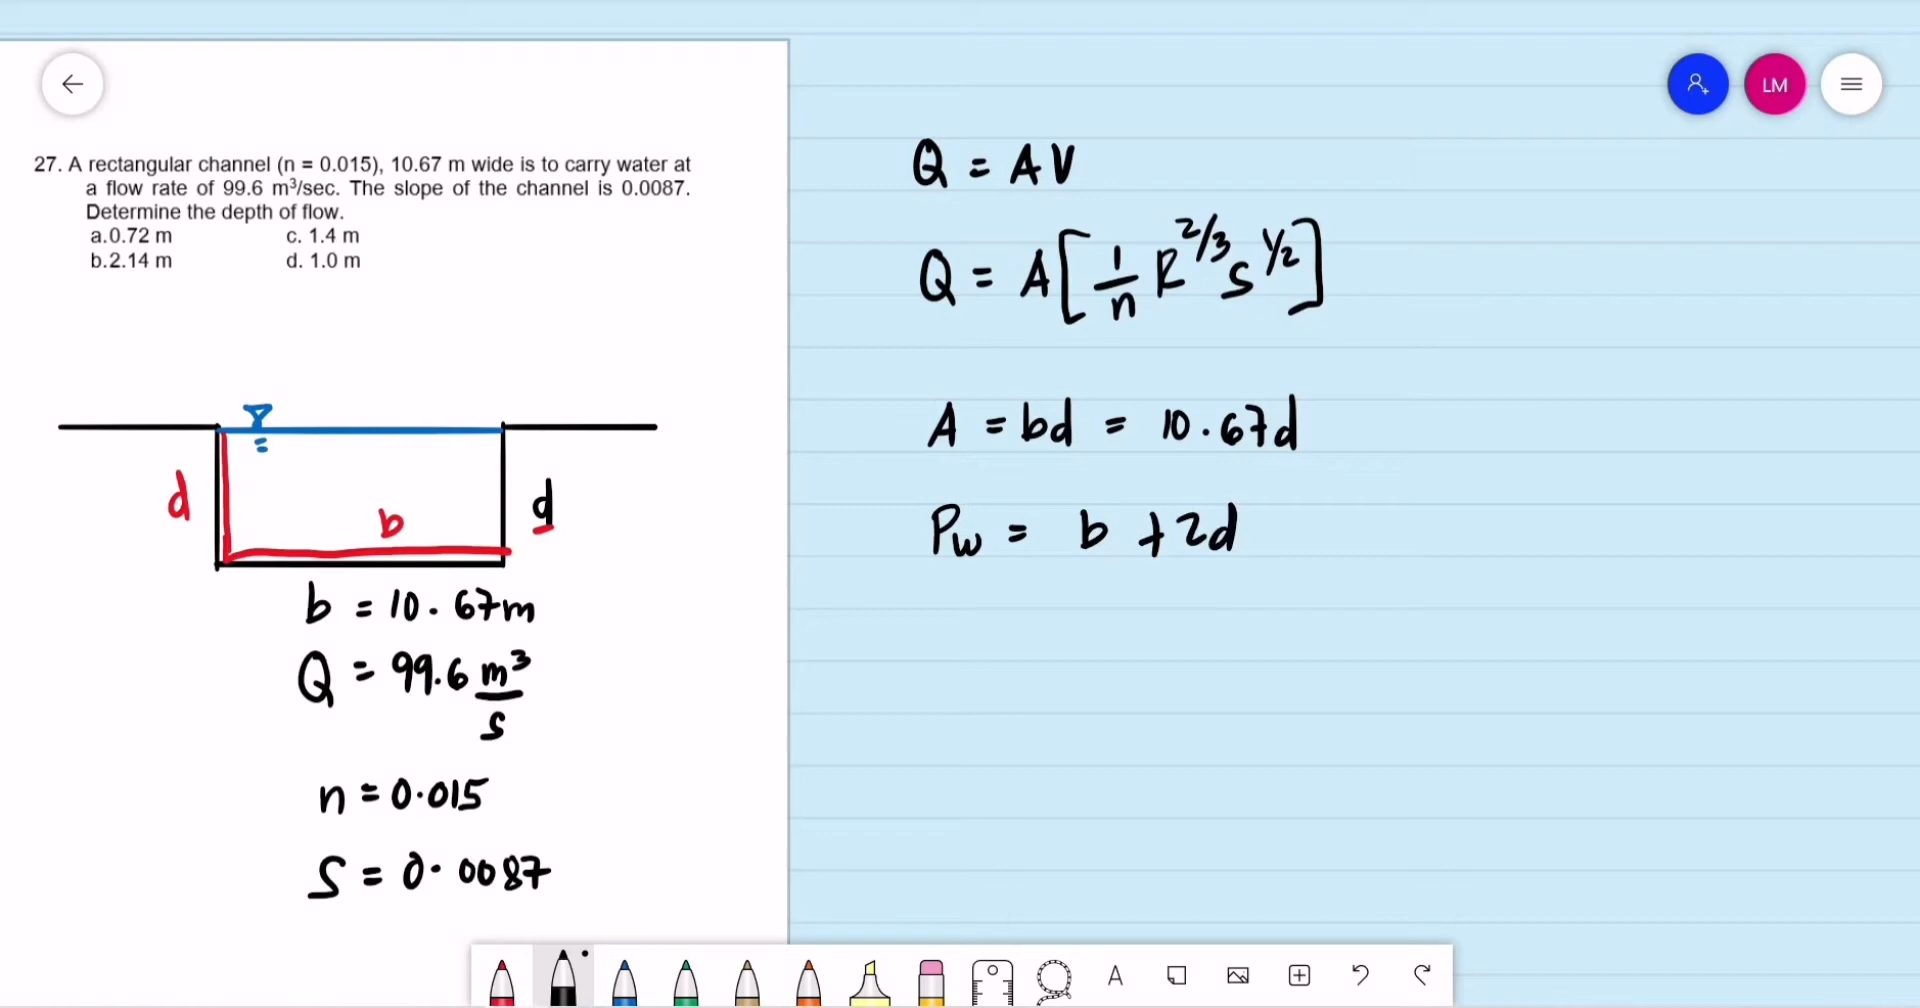 LM
27. A rectangular channel (n = 0.015), 10.67 m wide is to carry water at
a flow rate of 99.6 m³/sec. The slope of the channel is 0.0087.
Determine the depth of flow.
a.0.72 m c. 1.4 m
b.2.14 m d. 1.0 m
d b d
b = 10.67m
Q = 99.6 m³/s
n = 0.015
S = 0.0087
Q = AV
Q = A[1/n R^2/3 S^1/2]
A = bd = 10.67d
Pw = b + 2d
A